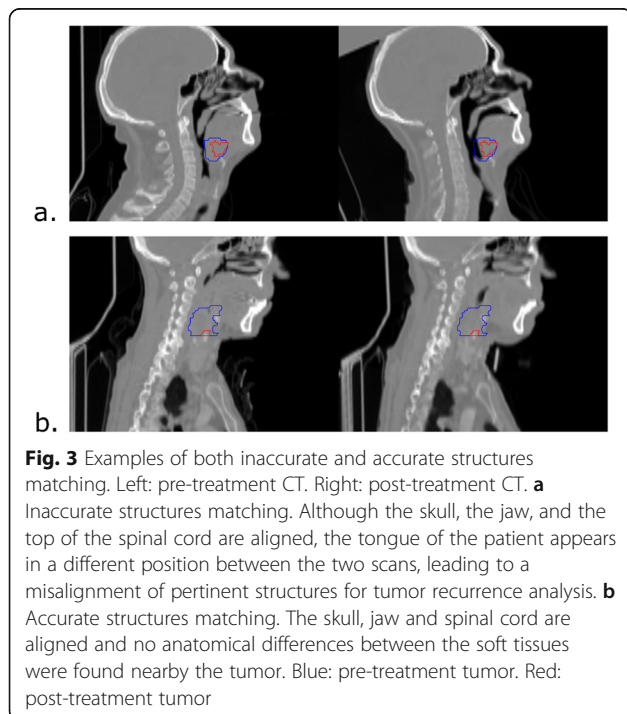 a.
b.
Fig. 3 Examples of both inaccurate and accurate structures
matching. Left: pre-treatment CT. Right: post-treatment CT. a
Inaccurate structures matching. Although the skull, the jaw, and the
top of the spinal cord are aligned, the tongue of the patient appears
in a different position between the two scans, leading to a
misalignment of pertinent structures for tumor recurrence analysis. b
Accurate structures matching. The skull, jaw and spinal cord are
aligned and no anatomical differences between the soft tissues
were found nearby the tumor. Blue: pre-treatment tumor. Red:
post-treatment tumor